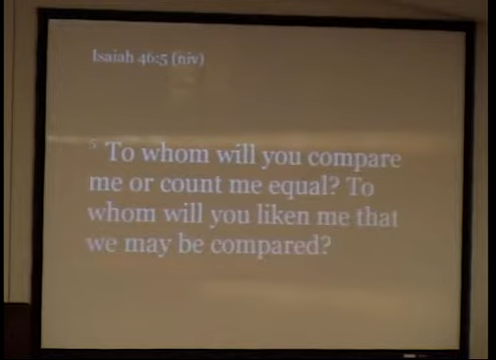 Isaiah 46:5 (niv)
5 To whom will you compare
me or count me equal? To
whom will you liken me that
we may be compared?